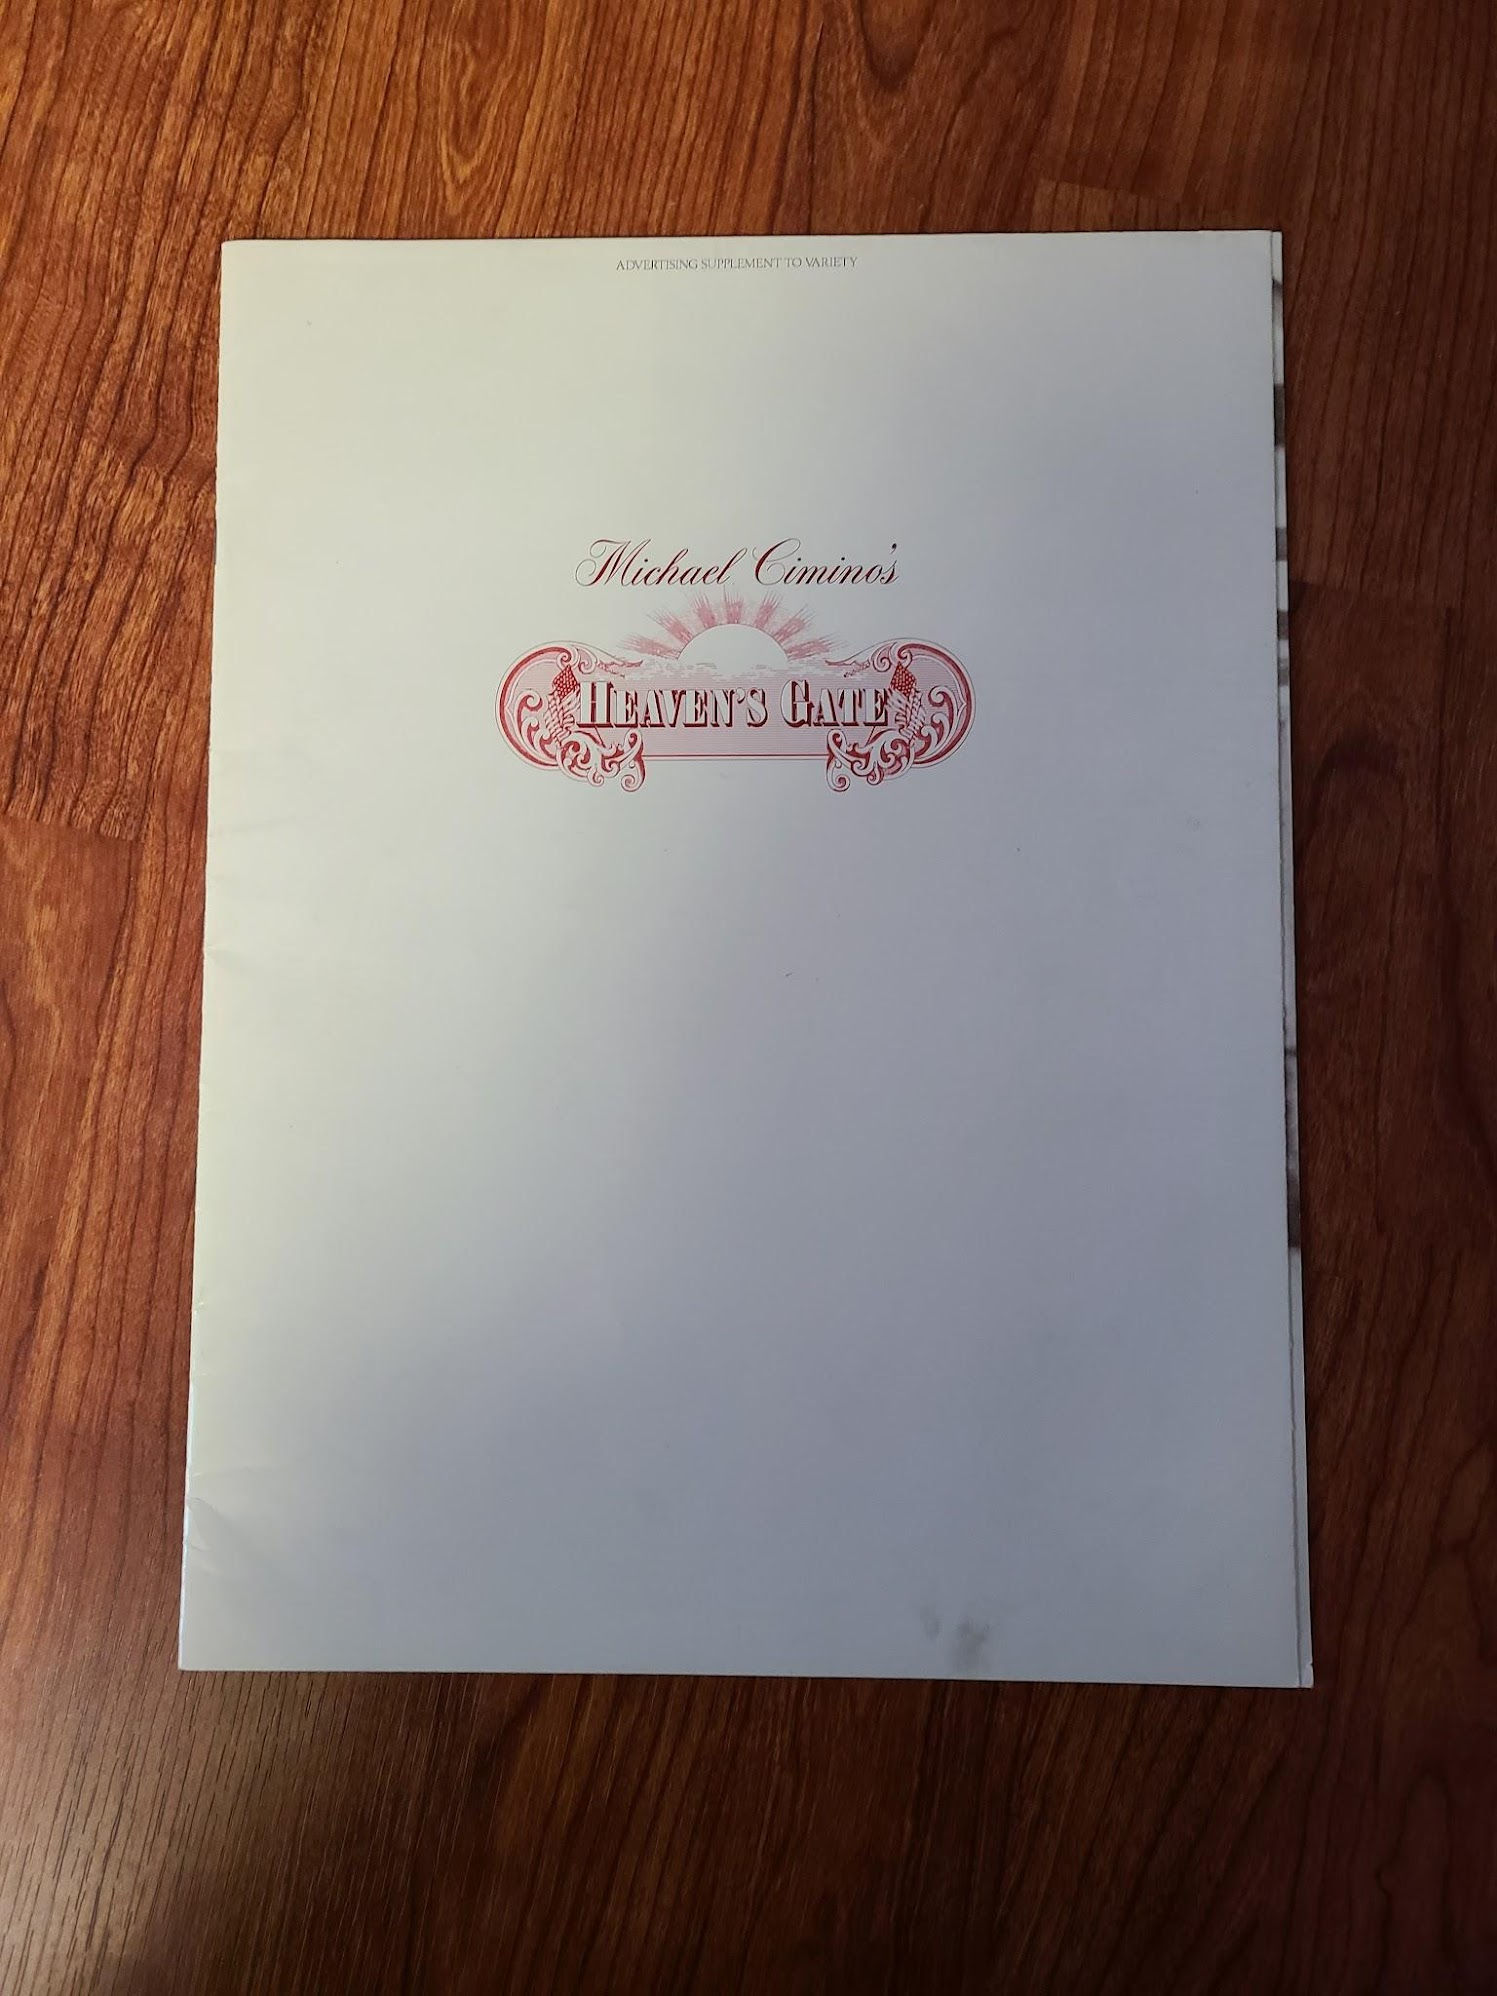 ADVERTISING SUPPLEMENT TO VARIETY
Michael Cimino's
HEAVEN'S GATE